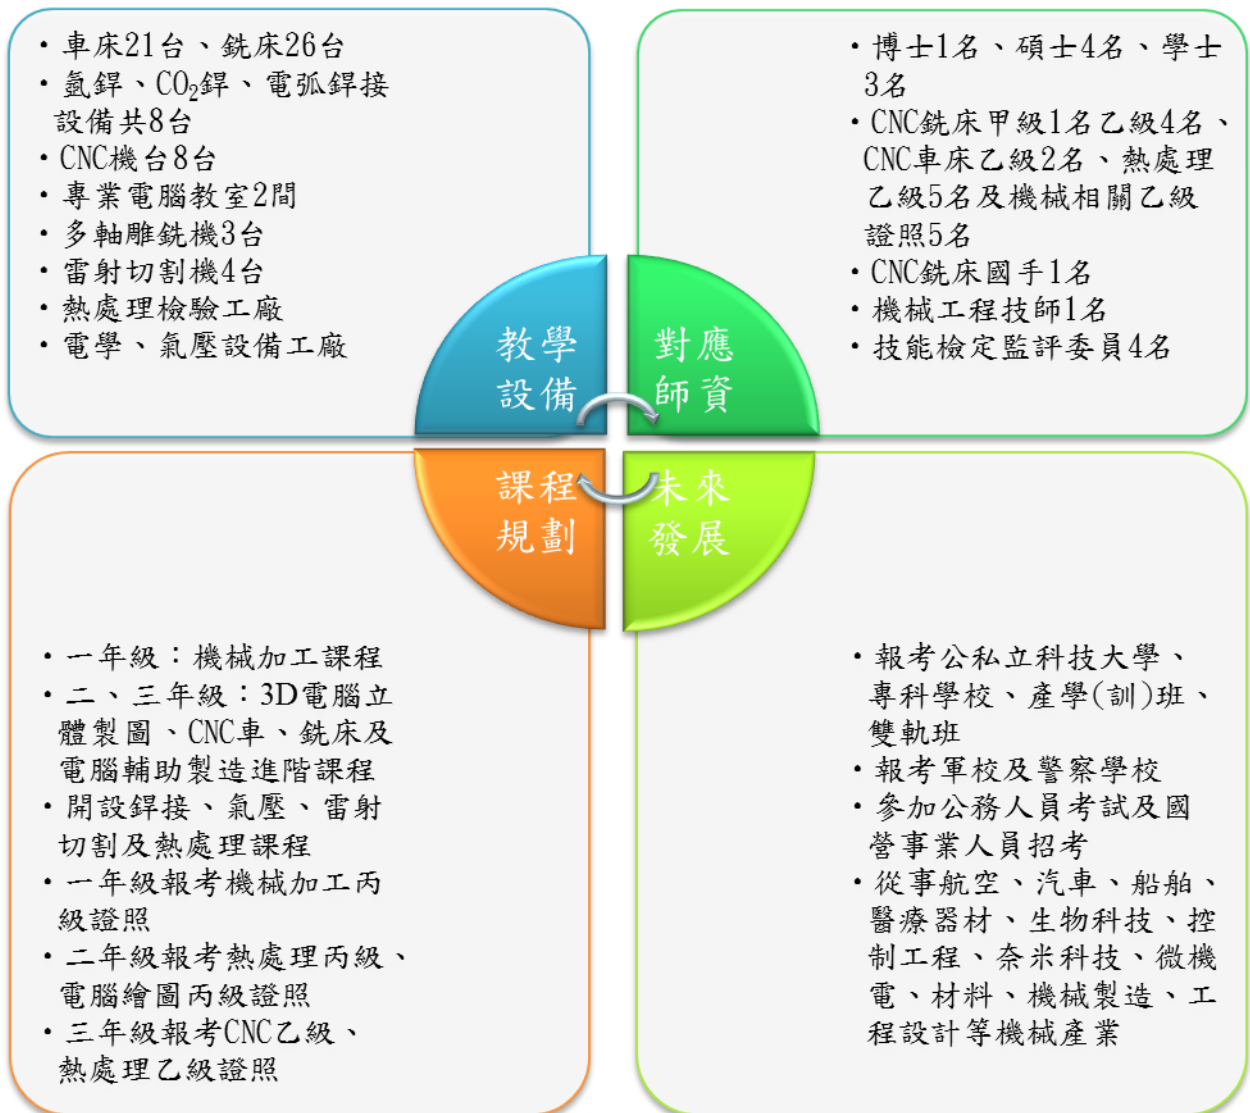 ・車床21台、銑床26台
・氬銲、CO₂銲、電弧銲接
設備共8台
・CNC機台8台
・專業電腦教室2間
・多軸雕銑機3台
・雷射切割機4台
・熱處理檢驗工廠
・電學、氣壓設備工廠
・博士1名、碩士4名、學士
3名
・CNC銑床甲級1名乙級4名、
CNC車床乙級2名、熱處理
乙級5名及機械相關乙級
證照5名
・CNC銑床國手1名
・機械工程技師1名
・技能檢定監評委員4名
教學
設備
對應
師資
課程
規劃
未來
發展
・一年級：機械加工課程
・二、三年級：3D電腦立
體製圖、CNC車、銑床及
電腦輔助製造進階課程
・開設銲接、氣壓、雷射
切割及熱處理課程
・一年級報考機械加工丙
級證照
・二年級報考熱處理丙級、
電腦繪圖丙級證照
・三年級報考CNC乙級、
熱處理乙級證照
・報考公私立科技大學、
專科學校、產學(訓)班、
雙軌班
・報考軍校及警察學校
・參加公務人員考試及國
營事業人員招考
・從事航空、汽車、船舶、
醫療器材、生物科技、控
制工程、奈米科技、微機
電、材料、機械製造、工
程設計等機械產業